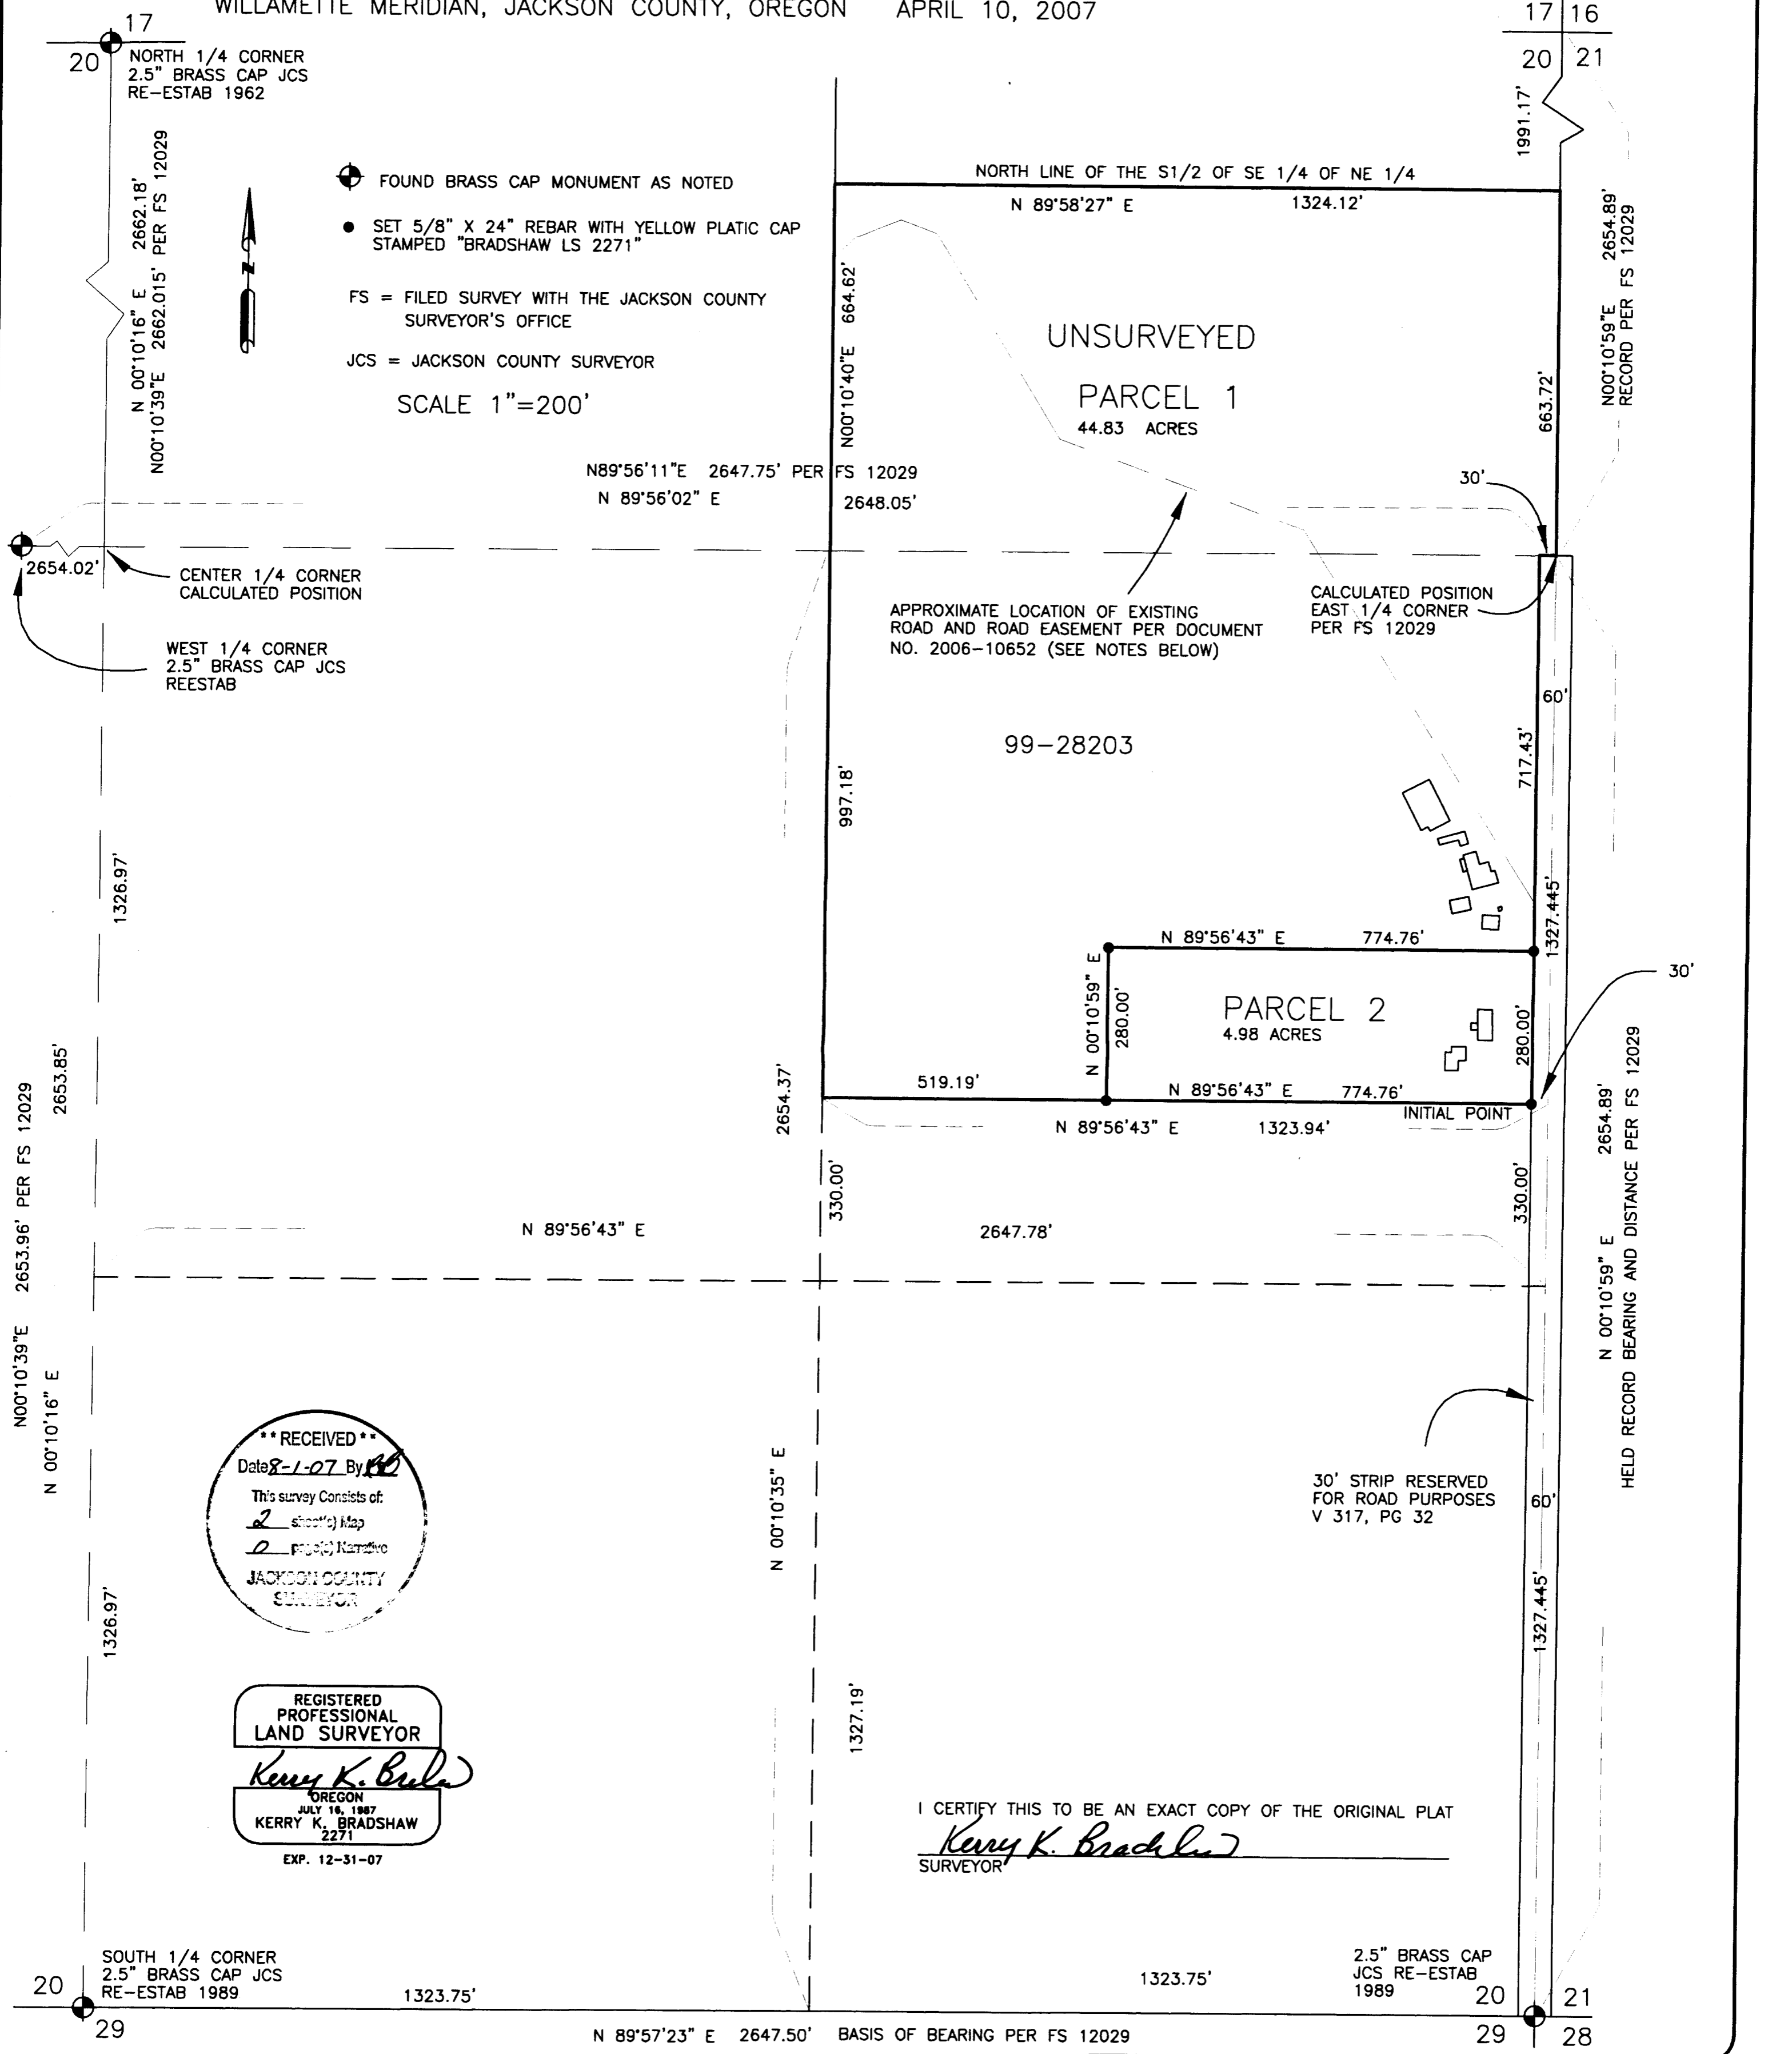 WILLAMETTE MERIDIAN, JACKSON COUNTY, OREGON APRIL 10, 2007
17
20
NORTH 1/4 CORNER
2.5" BRASS CAP JCS
RE-ESTAB 1962
17 16
20 21
1991.17'
N 00°10'16" E 2662.18'
N00°10'39"E 2662.015' PER FS 12029
FOUND BRASS CAP MONUMENT AS NOTED
SET 5/8" X 24" REBAR WITH YELLOW PLATIC CAP
STAMPED "BRADSHAW LS 2271"
FS = FILED SURVEY WITH THE JACKSON COUNTY
SURVEYOR'S OFFICE
JCS = JACKSON COUNTY SURVEYOR
SCALE 1"=200'
N
NORTH LINE OF THE S1/2 OF SE 1/4 OF NE 1/4
N 89°58'27" E 1324.12'
N00°10'40"E 664.62'
UNSURVEYED
PARCEL 1
44.83 ACRES
663.72'
N00°10'59"E 2654.89'
RECORD PER FS 12029
N89°56'11"E 2647.75' PER FS 12029
N 89°56'02" E 2648.05'
30'
2654.02'
CENTER 1/4 CORNER
CALCULATED POSITION
WEST 1/4 CORNER
2.5" BRASS CAP JCS
REESTAB
APPROXIMATE LOCATION OF EXISTING
ROAD AND ROAD EASEMENT PER DOCUMENT
NO. 2006-10652 (SEE NOTES BELOW)
CALCULATED POSITION
EAST 1/4 CORNER
PER FS 12029
60'
99-28203
717.43'
997.18'
1326.97'
1327.445'
N 89°56'43" E 774.76'
30'
N 00°10'59" E
280.00'
PARCEL 2
4.98 ACRES
280.00'
519.19'
N 89°56'43" E 774.76'
INITIAL POINT
N 89°56'43" E 1323.94'
2654.37'
330.00'
330.00'
N00°10'39"E 2653.96' PER FS 12029
N 00°10'16" E 2653.85'
N 89°56'43" E 2647.78'
N 00°10'59" E 2654.89'
HELD RECORD BEARING AND DISTANCE PER FS 12029
** RECEIVED **
Date 8-1-07 By
This survey Consists of:
2 sheet(s) Map
0 page(s) Narrative
JACKSON COUNTY
SURVEYOR
N 00°10'35" E
30' STRIP RESERVED
FOR ROAD PURPOSES
V 317, PG 32
60'
1326.97'
1327.445'
1327.19'
REGISTERED
PROFESSIONAL
LAND SURVEYOR
Kerry K. Bradshaw
OREGON
JULY 16, 1987
KERRY K. BRADSHAW
2271
EXP. 12-31-07
I CERTIFY THIS TO BE AN EXACT COPY OF THE ORIGINAL PLAT
Kerry K. Bradshaw
SURVEYOR
SOUTH 1/4 CORNER
2.5" BRASS CAP JCS
RE-ESTAB 1989
20
29
1323.75'
1323.75'
2.5" BRASS CAP
JCS RE-ESTAB
1989
20 21
29 28
N 89°57'23" E 2647.50' BASIS OF BEARING PER FS 12029